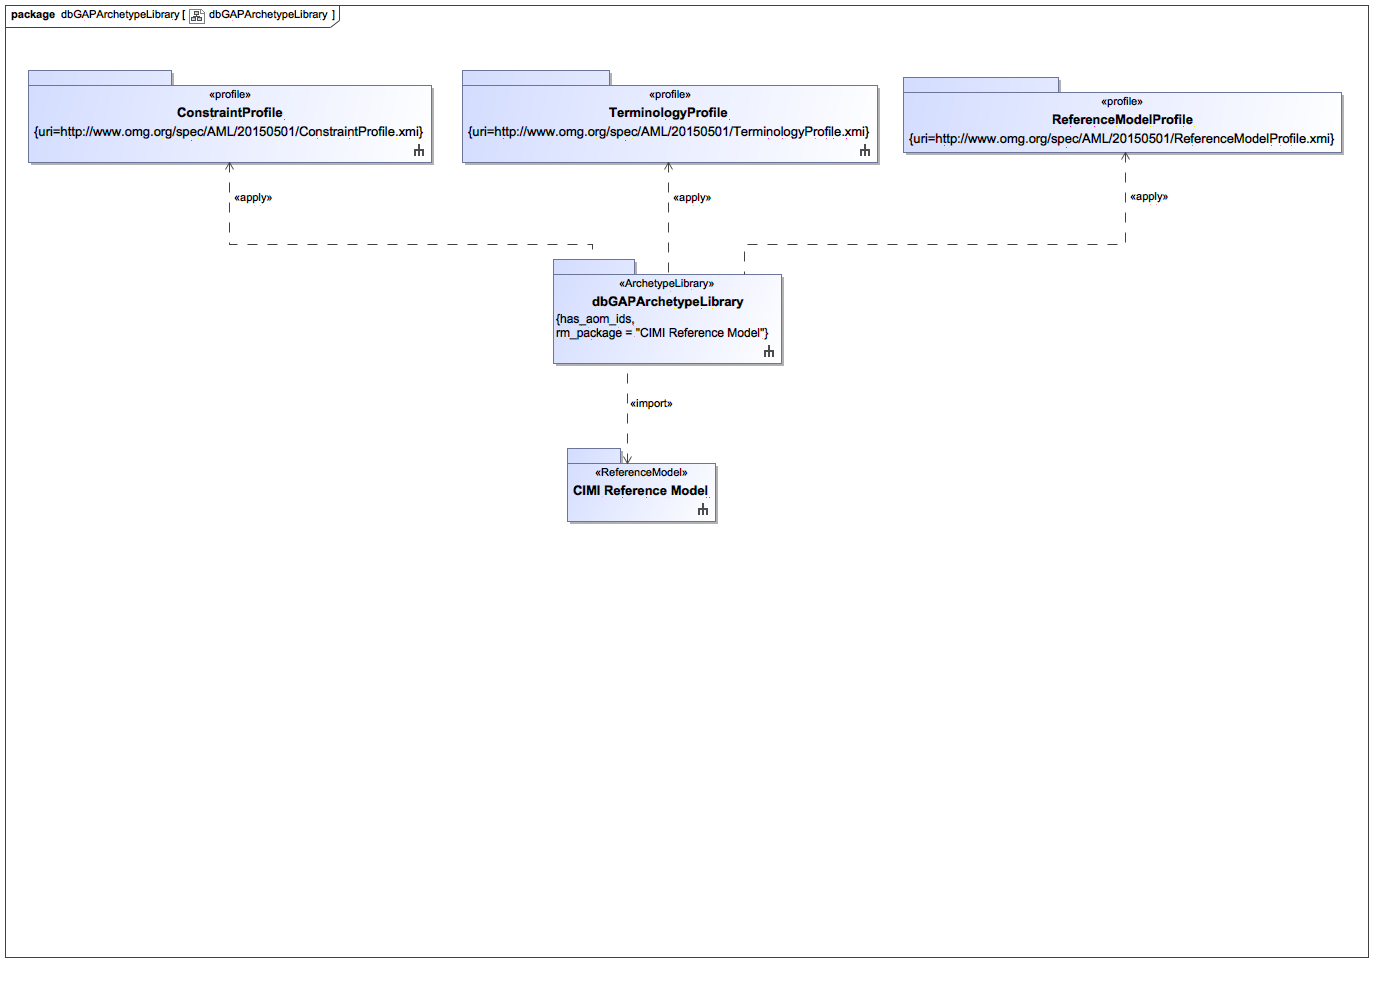 package dbGAPArchetypeLibrary [ dbGAPArchetypeLibrary ]
«profile»
ConstraintProfile
{uri=http://www.omg.org/spec/AML/20150501/ConstraintProfile.xmi}
«profile»
TerminologyProfile
{uri=http://www.omg.org/spec/AML/20150501/TerminologyProfile.xmi}
«profile»
ReferenceModelProfile
{uri=http://www.omg.org/spec/AML/20150501/ReferenceModelProfile.xmi}
«apply»
«apply»
«apply»
«ArchetypeLibrary»
dbGAPArchetypeLibrary
{has_aom_ids,
rm_package = "CIMI Reference Model"}
«import»
«ReferenceModel»
CIMI Reference Model